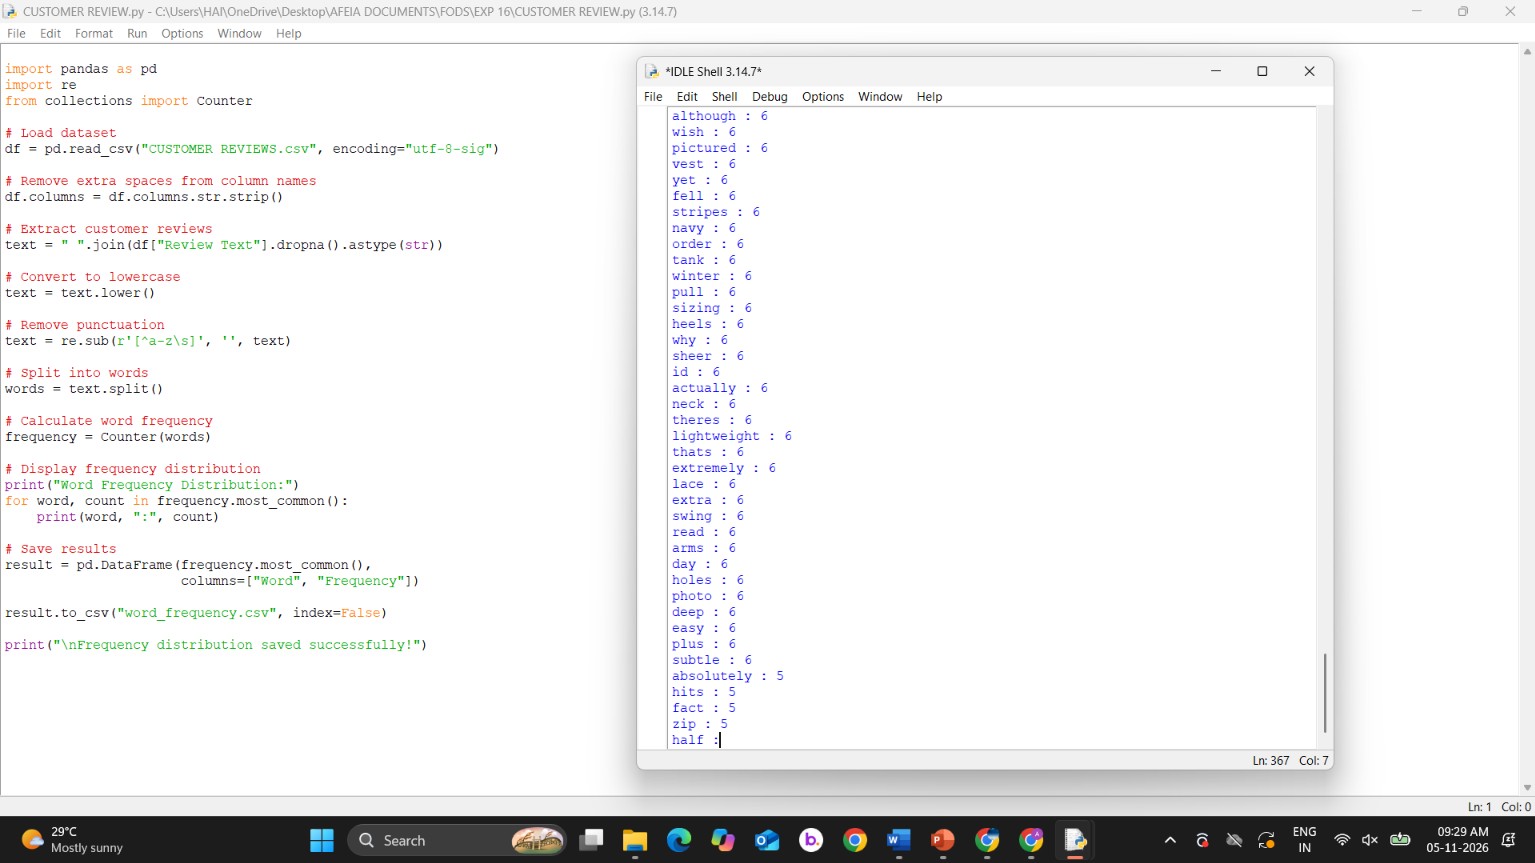 CUSTOMER REVIEW.py - C:\Users\HAI\OneDrive\Desktop\AFEIA DOCUMENTS\FODS\EXP 16\CUSTOMER REVIEW.py (3.14.7)
File Edit Format Run Options Window Help
import pandas as pd
import re
from collections import Counter
# Load dataset
df = pd.read_csv("CUSTOMER REVIEWS.csv", encoding="utf-8-sig")
# Remove extra spaces from column names
df.columns = df.columns.str.strip()
# Extract customer reviews
text = " ".join(df["Review Text"].dropna().astype(str))
# Convert to lowercase
text = text.lower()
# Remove punctuation
text = re.sub(r'[^a-z\s]', '', text)
# Split into words
words = text.split()
# Calculate word frequency
frequency = Counter(words)
# Display frequency distribution
print("Word Frequency Distribution:")
for word, count in frequency.most_common():
    print(word, ":", count)
# Save results
result = pd.DataFrame(frequency.most_common(),
                      columns=["Word", "Frequency"])
result.to_csv("word_frequency.csv", index=False)
print("\nFrequency distribution saved successfully!")
*IDLE Shell 3.14.7*
File Edit Shell Debug Options Window Help
although : 6
wish : 6
pictured : 6
vest : 6
yet : 6
fell : 6
stripes : 6
navy : 6
order : 6
tank : 6
winter : 6
pull : 6
sizing : 6
heels : 6
why : 6
sheer : 6
id : 6
actually : 6
neck : 6
theres : 6
lightweight : 6
thats : 6
extremely : 6
lace : 6
extra : 6
swing : 6
read : 6
arms : 6
day : 6
holes : 6
photo : 6
deep : 6
easy : 6
plus : 6
subtle : 6
absolutely : 5
hits : 5
fact : 5
zip : 5
half :
Ln: 367 Col: 7
Ln: 1 Col: 0
29°C
Mostly sunny
Search
b.
ENG
IN
09:29 AM
05-11-2026